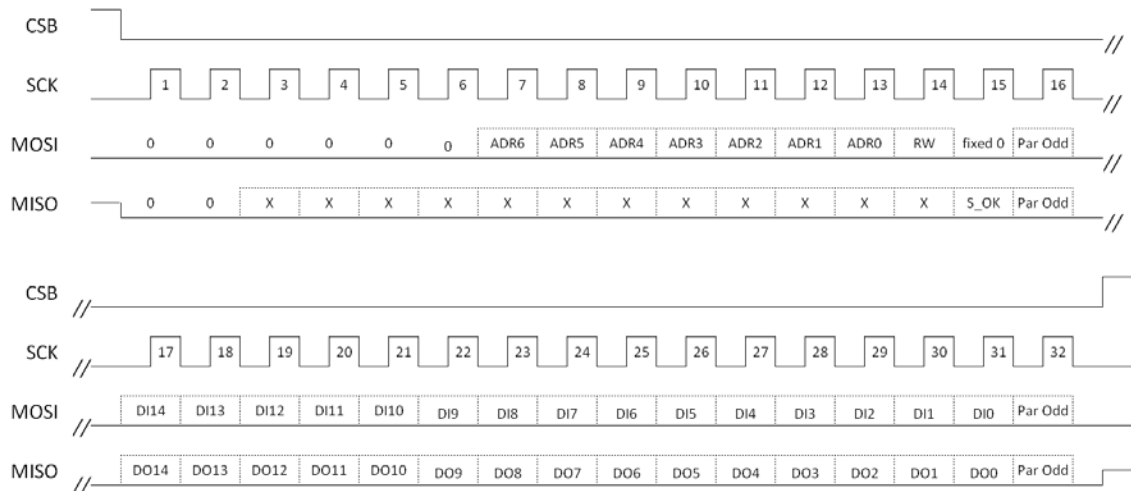 CSB
SCK 1 2 3 4 5 6 7 8 9 10 11 12 13 14 15 16
MOSI 0 0 0 0 0 0 ADR6 ADR5 ADR4 ADR3 ADR2 ADR1 ADR0 RW fixed 0 Par Odd
MISO 0 0 X X X X X X X X X X X X S_OK Par Odd
CSB
SCK 17 18 19 20 21 22 23 24 25 26 27 28 29 30 31 32
MOSI DI14 DI13 DI12 DI11 DI10 DI9 DI8 DI7 DI6 DI5 DI4 DI3 DI2 DI1 DI0 Par Odd
MISO DO14 DO13 DO12 DO11 DO10 DO9 DO8 DO7 DO6 DO5 DO4 DO3 DO2 DO1 DO0 Par Odd